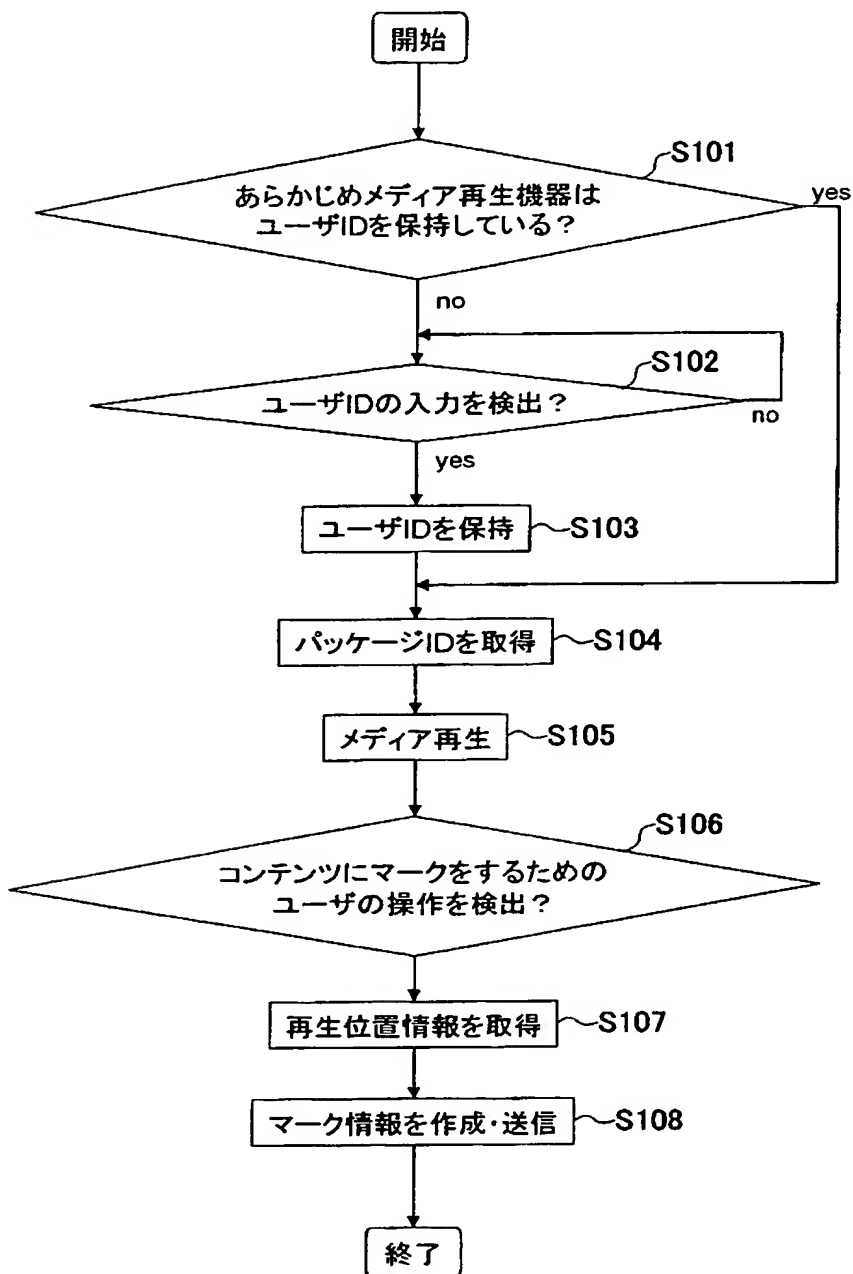 開始
S101
あらかじめメディア再生機器は
ユーザIDを保持している?
yes
no
S102
ユーザIDの入力を検出?
no
yes
ユーザIDを保持
S103
パッケージIDを取得
S104
メディア再生
S105
S106
コンテンツにマークをするための
ユーザの操作を検出?
再生位置情報を取得
S107
マーク情報を作成・送信
S108
終了